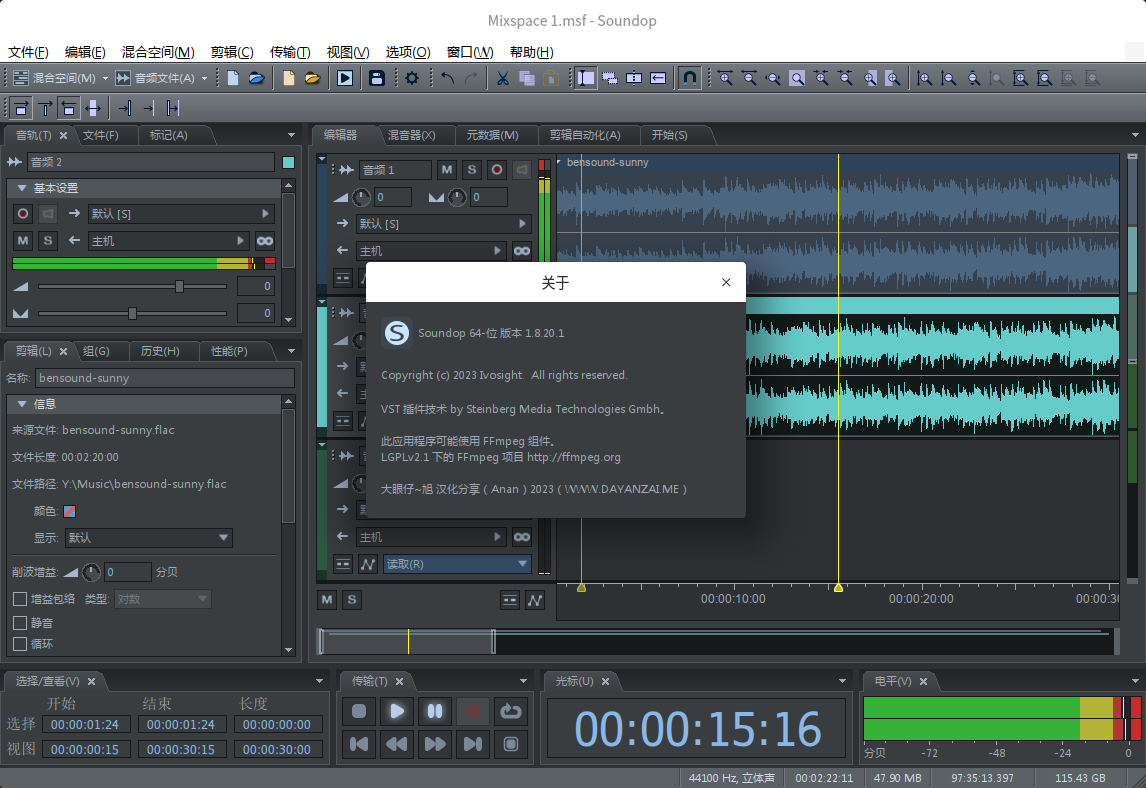 Mixspace 1.msf - Soundop
文件(F) 编辑(E) 混合空间(M) 剪辑(C) 传输(T) 视图(V) 选项(O) 窗口(W) 帮助(H)
混合空间(M) 音频文件(A)
音轨(T) 文件(F) 标记(A)
音频 2
基本设置
默认 [S]
M S 主机
0
0
剪辑(L) 组(G) 历史(H) 性能(P)
名称: bensound-sunny
信息
来源文件: bensound-sunny.flac
文件长度: 00:02:20:00
文件路径: Y:\Music\bensound-sunny.flac
颜色:
显示: 默认
削波增益: 0 分贝
增益包络 类型: 对数
静音
循环
编辑器 混音器(X) 元数据(M) 剪辑自动化(A) 开始(S)
音频 1 M S
0 0
默认 [S]
主机
bensound-sunny
关于
Soundop 64-位 版本 1.8.20.1
Copyright (c) 2023 Ivosight. All rights reserved.
VST 插件技术 by Steinberg Media Technologies Gmbh。
此应用程序可能使用 FFmpeg 组件。
LGPLv2.1 下的 FFmpeg 项目 http://ffmpeg.org
大眼仔~旭 汉化分享 ( Anan ) 2023 ( WWW.DAYANZAI.ME )
主机
读取(R)
M S
00:00:10:00 00:00:20:00 00:00:30
选择/查看(V)
开始 结束 长度
选择 00:00:01:24 00:00:01:24 00:00:00:00
视图 00:00:00:15 00:00:30:15 00:00:30:00
传输(T)
光标(U)
00:00:15:16
电平(V)
分贝 -72 -48 -24 0
44100 Hz, 立体声 00:02:22:11 47.90 MB 97:35:13.397 115.43 GB